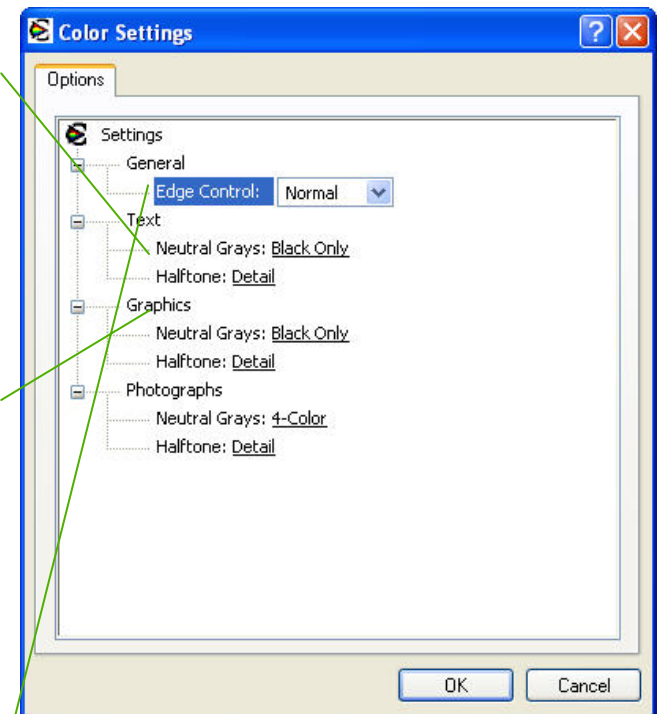 Color Settings
Options
Settings
General
Edge Control: Normal
Text
Neutral Grays: Black Only
Halftone: Detail
Graphics
Neutral Grays: Black Only
Halftone: Detail
Photographs
Neutral Grays: 4-Color
Halftone: Detail
OK Cancel